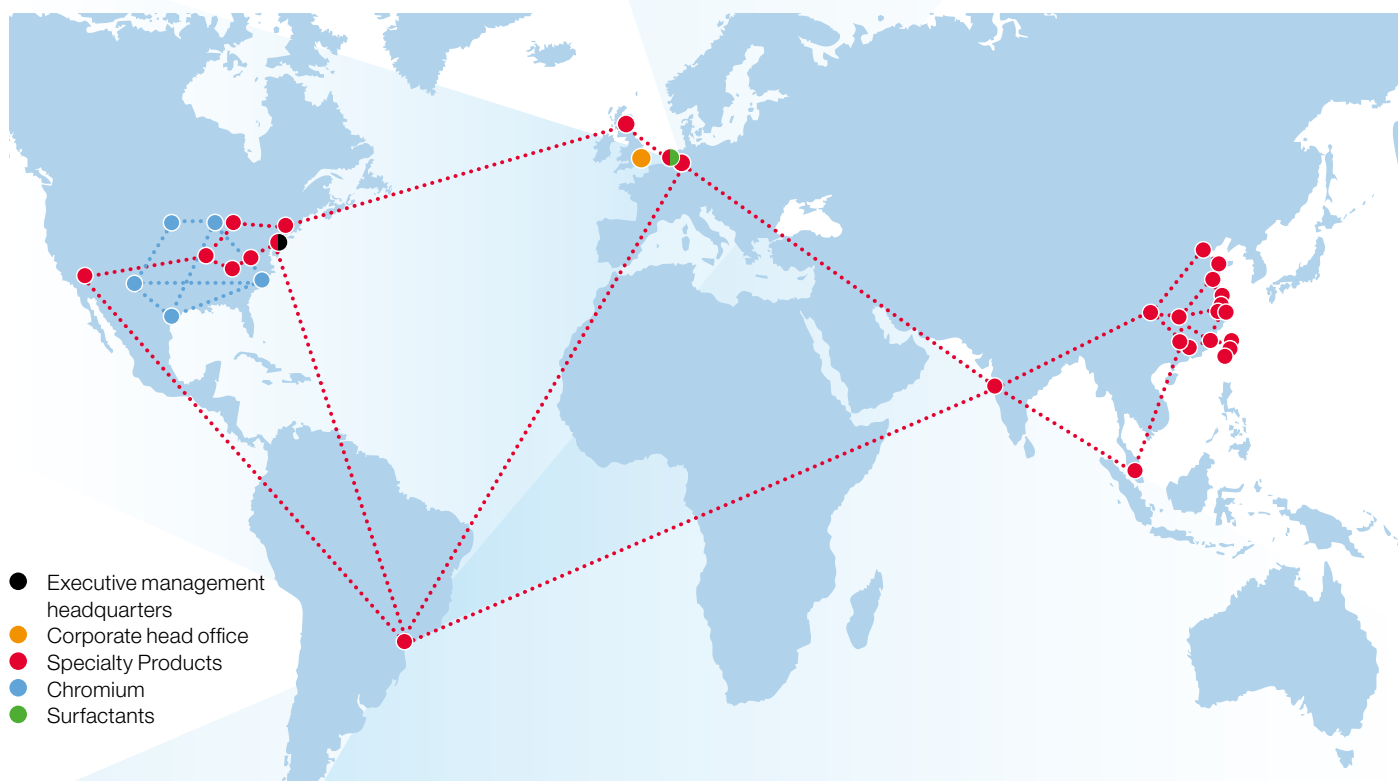 Executive management
headquarters
Corporate head office
Specialty Products
Chromium
Surfactants